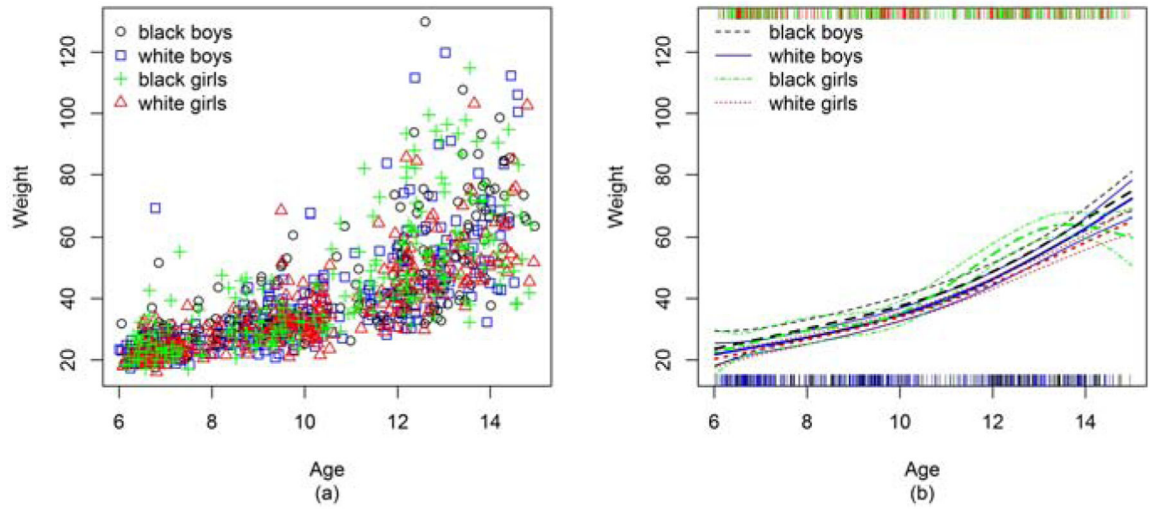 black boys
white boys
black girls
white girls
Weight
120
100
80
60
40
20
6 8 10 12 14
Age
(a)
black boys
white boys
black girls
white girls
Weight
120
100
80
60
40
20
6 8 10 12 14
Age
(b)